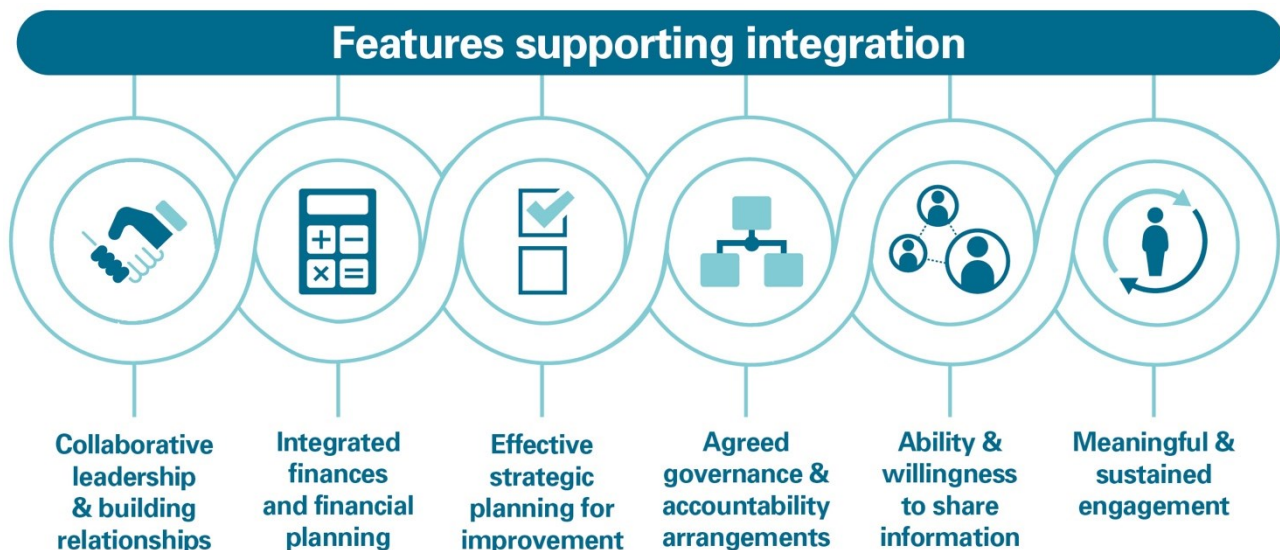 Features supporting integration
Collaborative
leadership
& building
relationships
Integrated
finances
and financial
planning
Effective
strategic
planning for
improvement
Agreed
governance &
accountability
arrangements
Ability &
willingness
to share
information
Meaningful &
sustained
engagement